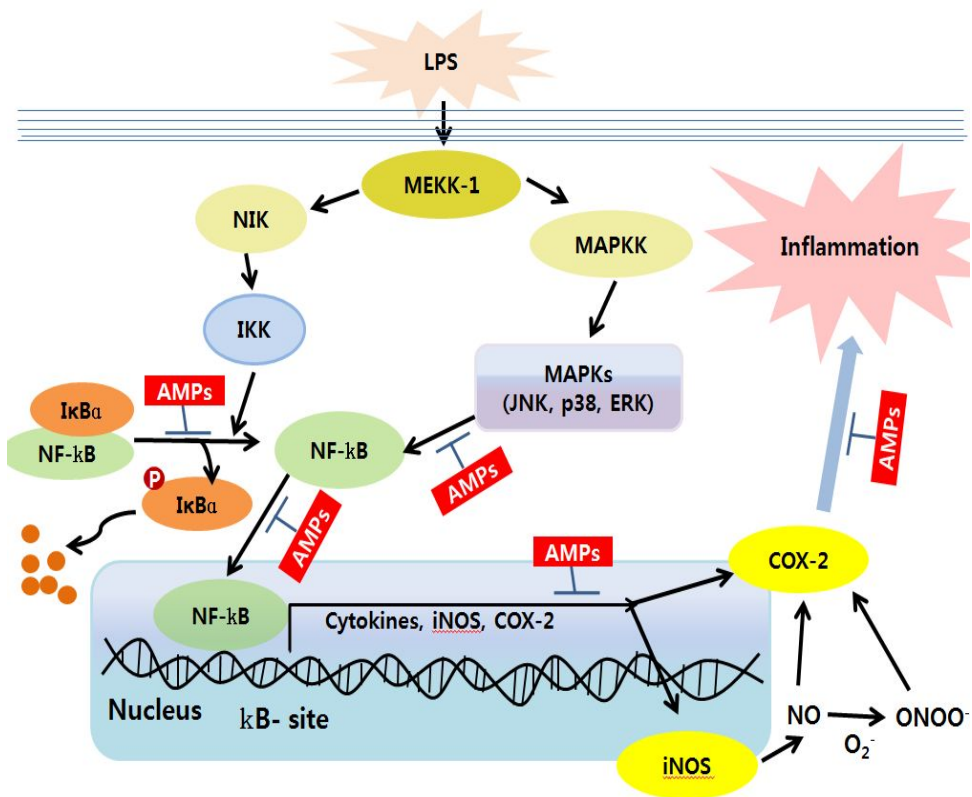 LPS
MEKK-1
NIK
MAPKK
Inflammation
IKK
MAPKs
(JNK, p38, ERK)
AMPs
IκBα
NF-kB
NF-kB
AMPs
AMPs
P
IκBα
AMPs
AMPs
COX-2
NF-kB
Cytokines, iNOS, COX-2
Nucleus
kB- site
NO
ONOO⁻
O₂⁻
iNOS